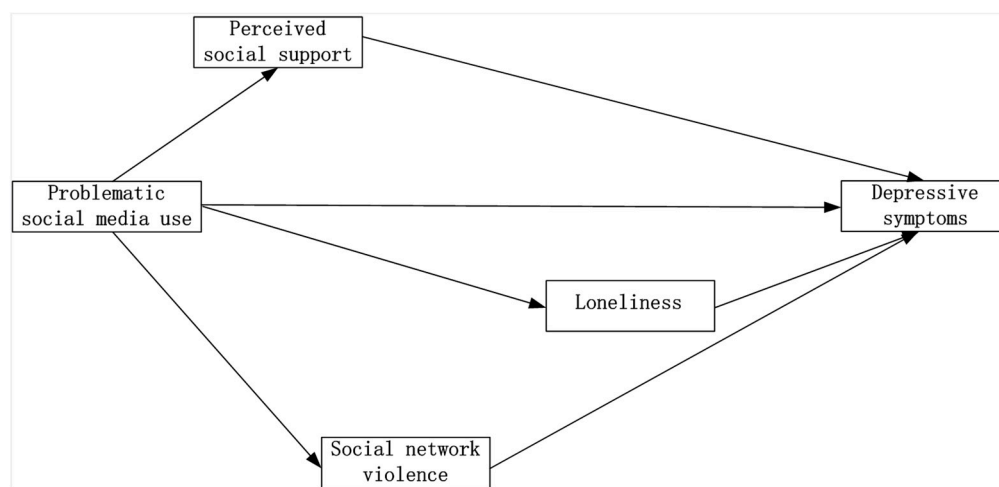 Perceived
social support
Problematic
social media use
Depressive
symptoms
Loneliness
Social network
violence